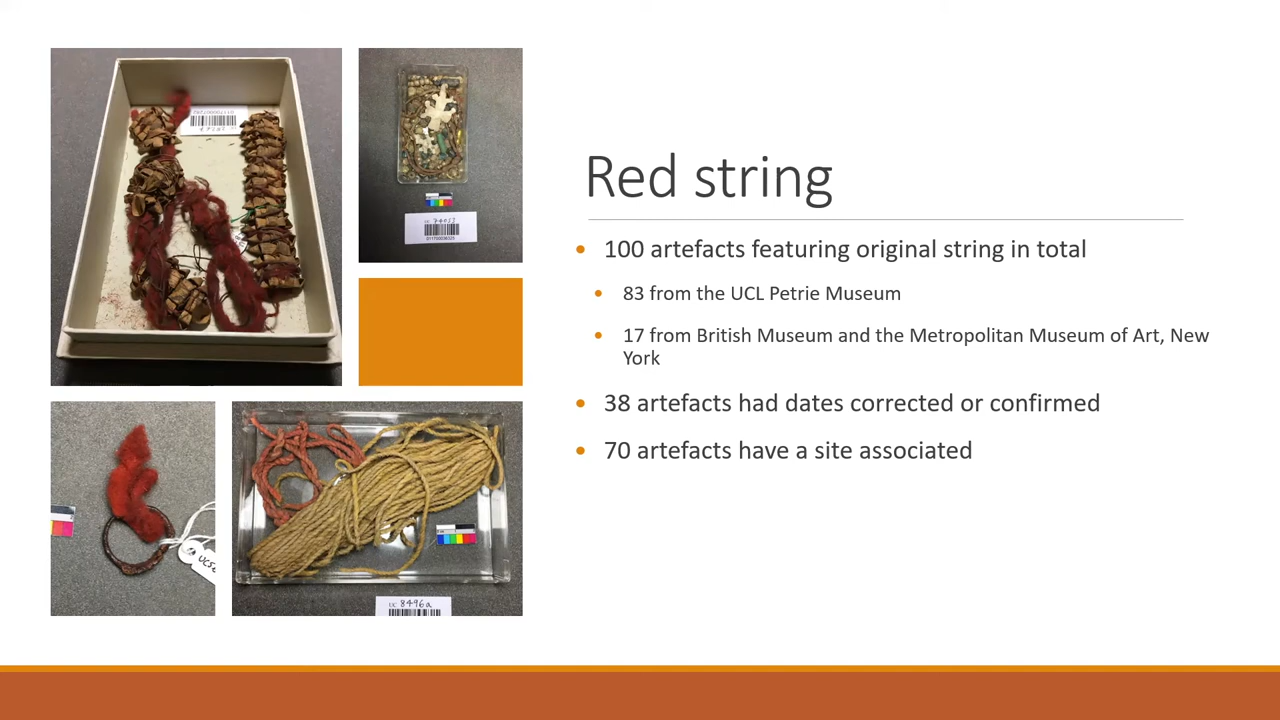 Red string
100 artefacts featuring original string in total
83 from the UCL Petrie Museum
17 from British Museum and the Metropolitan Museum of Art, New
York
38 artefacts had dates corrected or confirmed
70 artefacts have a site associated
UC 8496a